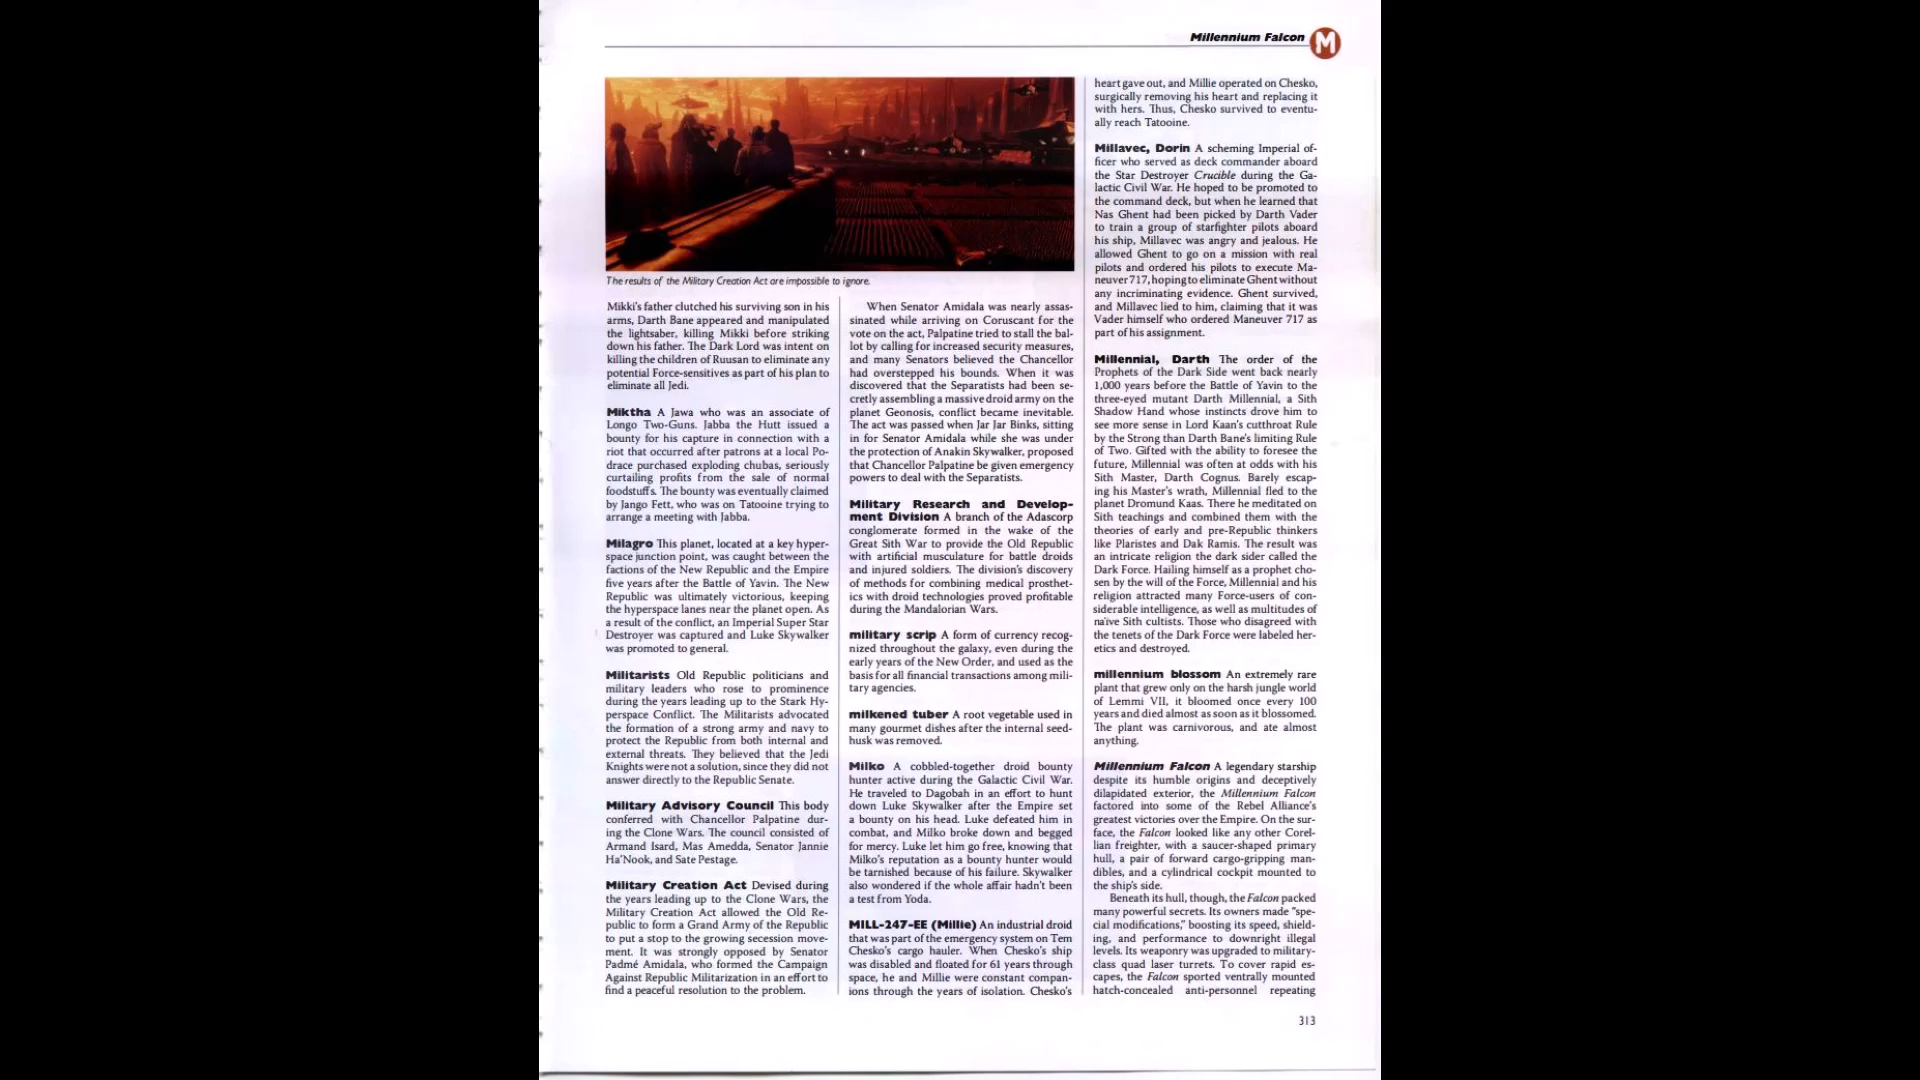 Millennium Falcon M
The results of the Military Creation Act are impossible to ignore.
Mikki's father clutched his surviving son in his
arms, Darth Bane appeared and manipulated
the lightsaber, killing Mikki before striking
down his father. The Dark Lord was intent on
killing the children of Ruusan to eliminate any
potential Force-sensitives as part of his plan to
eliminate all Jedi.
Miktha A Jawa who was an associate of
Longo Two-Guns. Jabba the Hutt issued a
bounty for his capture in connection with a
riot that occurred after patrons at a local Po-
drace purchased exploding chubas, seriously
curtailing profits from the sale of normal
foodstuffs. The bounty was eventually claimed
by Jango Fett, who was on Tatooine trying to
arrange a meeting with Jabba.
Milagro This planet, located at a key hyper-
space junction point, was caught between the
factions of the New Republic and the Empire
five years after the Battle of Yavin. The New
Republic was ultimately victorious, keeping
the hyperspace lanes near the planet open. As
a result of the conflict, an Imperial Super Star
Destroyer was captured and Luke Skywalker
was promoted to general.
Militarists Old Republic politicians and
military leaders who rose to prominence
during the years leading up to the Stark Hy-
perspace Conflict. The Militarists advocated
the formation of a strong army and navy to
protect the Republic from both internal and
external threats. They believed that the Jedi
Knights were not a solution, since they did not
answer directly to the Republic Senate.
Military Advisory Council This body
conferred with Chancellor Palpatine dur-
ing the Clone Wars. The council consisted of
Armand Isard, Mas Amedda, Senator Jannie
Ha'Nook, and Sate Pestage.
Military Creation Act Devised during
the years leading up to the Clone Wars, the
Military Creation Act allowed the Old Re-
public to form a Grand Army of the Republic
to put a stop to the growing secession move-
ment. It was strongly opposed by Senator
Padmé Amidala, who formed the Campaign
Against Republic Militarization in an effort to
find a peaceful resolution to the problem.
When Senator Amidala was nearly assas-
sinated while arriving on Coruscant for the
vote on the act, Palpatine tried to stall the bal-
lot by calling for increased security measures,
and many Senators believed the Chancellor
had overstepped his bounds. When it was
discovered that the Separatists had been se-
cretly assembling a massive droid army on the
planet Geonosis, conflict became inevitable.
The act was passed when Jar Jar Binks, sitting
in for Senator Amidala while she was under
the protection of Anakin Skywalker, proposed
that Chancellor Palpatine be given emergency
powers to deal with the Separatists.
Military Research and Develop-
ment Division A branch of the Adascorp
conglomerate formed in the wake of the
Great Sith War to provide the Old Republic
with artificial musculature for battle droids
and injured soldiers. The division's discovery
of methods for combining medical prosthet-
ics with droid technologies proved profitable
during the Mandalorian Wars.
military scrip A form of currency recog-
nized throughout the galaxy, even during the
early years of the New Order, and used as the
basis for all financial transactions among mili-
tary agencies.
milkened tuber A root vegetable used in
many gourmet dishes after the internal seed-
husk was removed.
Milko A cobbled-together droid bounty
hunter active during the Galactic Civil War.
He traveled to Dagobah in an effort to hunt
down Luke Skywalker after the Empire set
a bounty on his head. Luke defeated him in
combat, and Milko broke down and begged
for mercy. Luke let him go free, knowing that
Milko's reputation as a bounty hunter would
be tarnished because of his failure. Skywalker
also wondered if the whole affair hadn't been
a test from Yoda.
MILL-247-EE (Millie) An industrial droid
that was part of the emergency system on Tem
Chesko's cargo hauler. When Chesko's ship
was disabled and floated for 61 years through
space, he and Millie were constant compan-
ions through the years of isolation. Chesko's
heart gave out, and Millie operated on Chesko,
surgically removing his heart and replacing it
with hers. Thus, Chesko survived to eventu-
ally reach Tatooine.
Millavec, Dorin A scheming Imperial of-
ficer who served as deck commander aboard
the Star Destroyer Crucible during the Ga-
lactic Civil War. He hoped to be promoted to
the command deck, but when he learned that
Nas Ghent had been picked by Darth Vader
to train a group of starfighter pilots aboard
his ship, Millavec was angry and jealous. He
allowed Ghent to go on a mission with real
pilots and ordered his pilots to execute Ma-
neuver 717, hoping to eliminate Ghent without
any incriminating evidence. Ghent survived,
and Millavec lied to him, claiming that it was
Vader himself who ordered Maneuver 717 as
part of his assignment.
Millennial, Darth The order of the
Prophets of the Dark Side went back nearly
1,000 years before the Battle of Yavin to the
three-eyed mutant Darth Millennial, a Sith
Shadow Hand whose instincts drove him to
see more sense in Lord Kaan's cutthroat Rule
by the Strong than Darth Bane's limiting Rule
of Two. Gifted with the ability to foresee the
future, Millennial was often at odds with his
Sith Master, Darth Cognus. Barely escap-
ing his Master's wrath, Millennial fled to the
planet Dromund Kaas. There he meditated on
Sith teachings and combined them with the
theories of early and pre-Republic thinkers
like Plaristes and Dak Ramis. The result was
an intricate religion the dark sider called the
Dark Force. Hailing himself as a prophet cho-
sen by the will of the Force, Millennial and his
religion attracted many Force-users of con-
siderable intelligence, as well as multitudes of
naïve Sith cultists. Those who disagreed with
the tenets of the Dark Force were labeled her-
etics and destroyed.
millennium blossom An extremely rare
plant that grew only on the harsh jungle world
of Lemmi VII, it bloomed once every 100
years and died almost as soon as it blossomed.
The plant was carnivorous, and ate almost
anything.
Millennium Falcon A legendary starship
despite its humble origins and deceptively
dilapidated exterior, the Millennium Falcon
factored into some of the Rebel Alliance's
greatest victories over the Empire. On the sur-
face, the Falcon looked like any other Corel-
lian freighter, with a saucer-shaped primary
hull, a pair of forward cargo-gripping man-
dibles, and a cylindrical cockpit mounted to
the ship's side.
Beneath its hull, though, the Falcon packed
many powerful secrets. Its owners made "spe-
cial modifications," boosting its speed, shield-
ing, and performance to downright illegal
levels. Its weaponry was upgraded to military-
class quad laser turrets. To cover rapid es-
capes, the Falcon sported ventrally mounted
hatch-concealed anti-personnel repeating
313